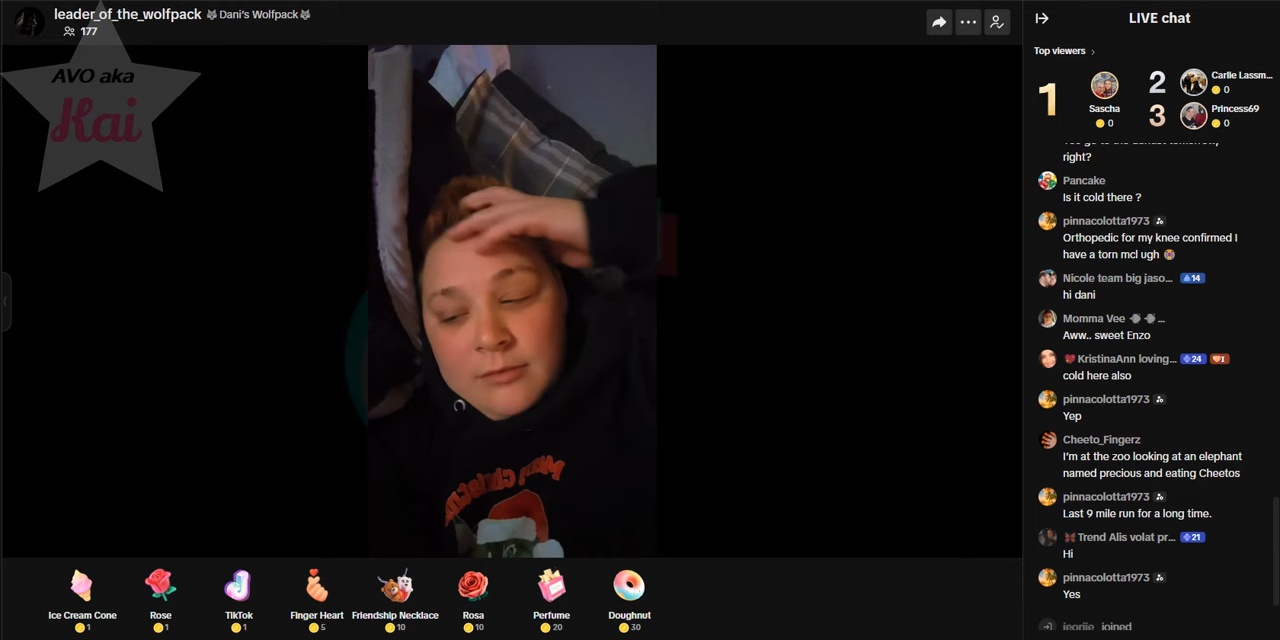 leader_of_the_wolfpack 🐺Dani's Wolfpack🐺
177
AVO aka
Kai
Ice Cream Cone
1
Rose
1
TikTok
1
Finger Heart
5
Friendship Necklace
10
Rosa
10
Perfume
20
Doughnut
30
LIVE chat
Top viewers
1
Sascha
0
2
Carlie Lassm...
0
3
Princess69
0
right?
Pancake
Is it cold there ?
pinnacolotta1973
Orthopedic for my knee confirmed I
have a torn mcl ugh
Nicole team big jaso... 14
hi dani
Momma Vee ...
Aww.. sweet Enzo
KristinaAnn loving... 24 I
cold here also
pinnacolotta1973
Yep
Cheeto_Fingerz
I'm at the zoo looking at an elephant
named precious and eating Cheetos
pinnacolotta1973
Last 9 mile run for a long time.
Trend Alis volat pr... 21
Hi
pinnacolotta1973
Yes
joined